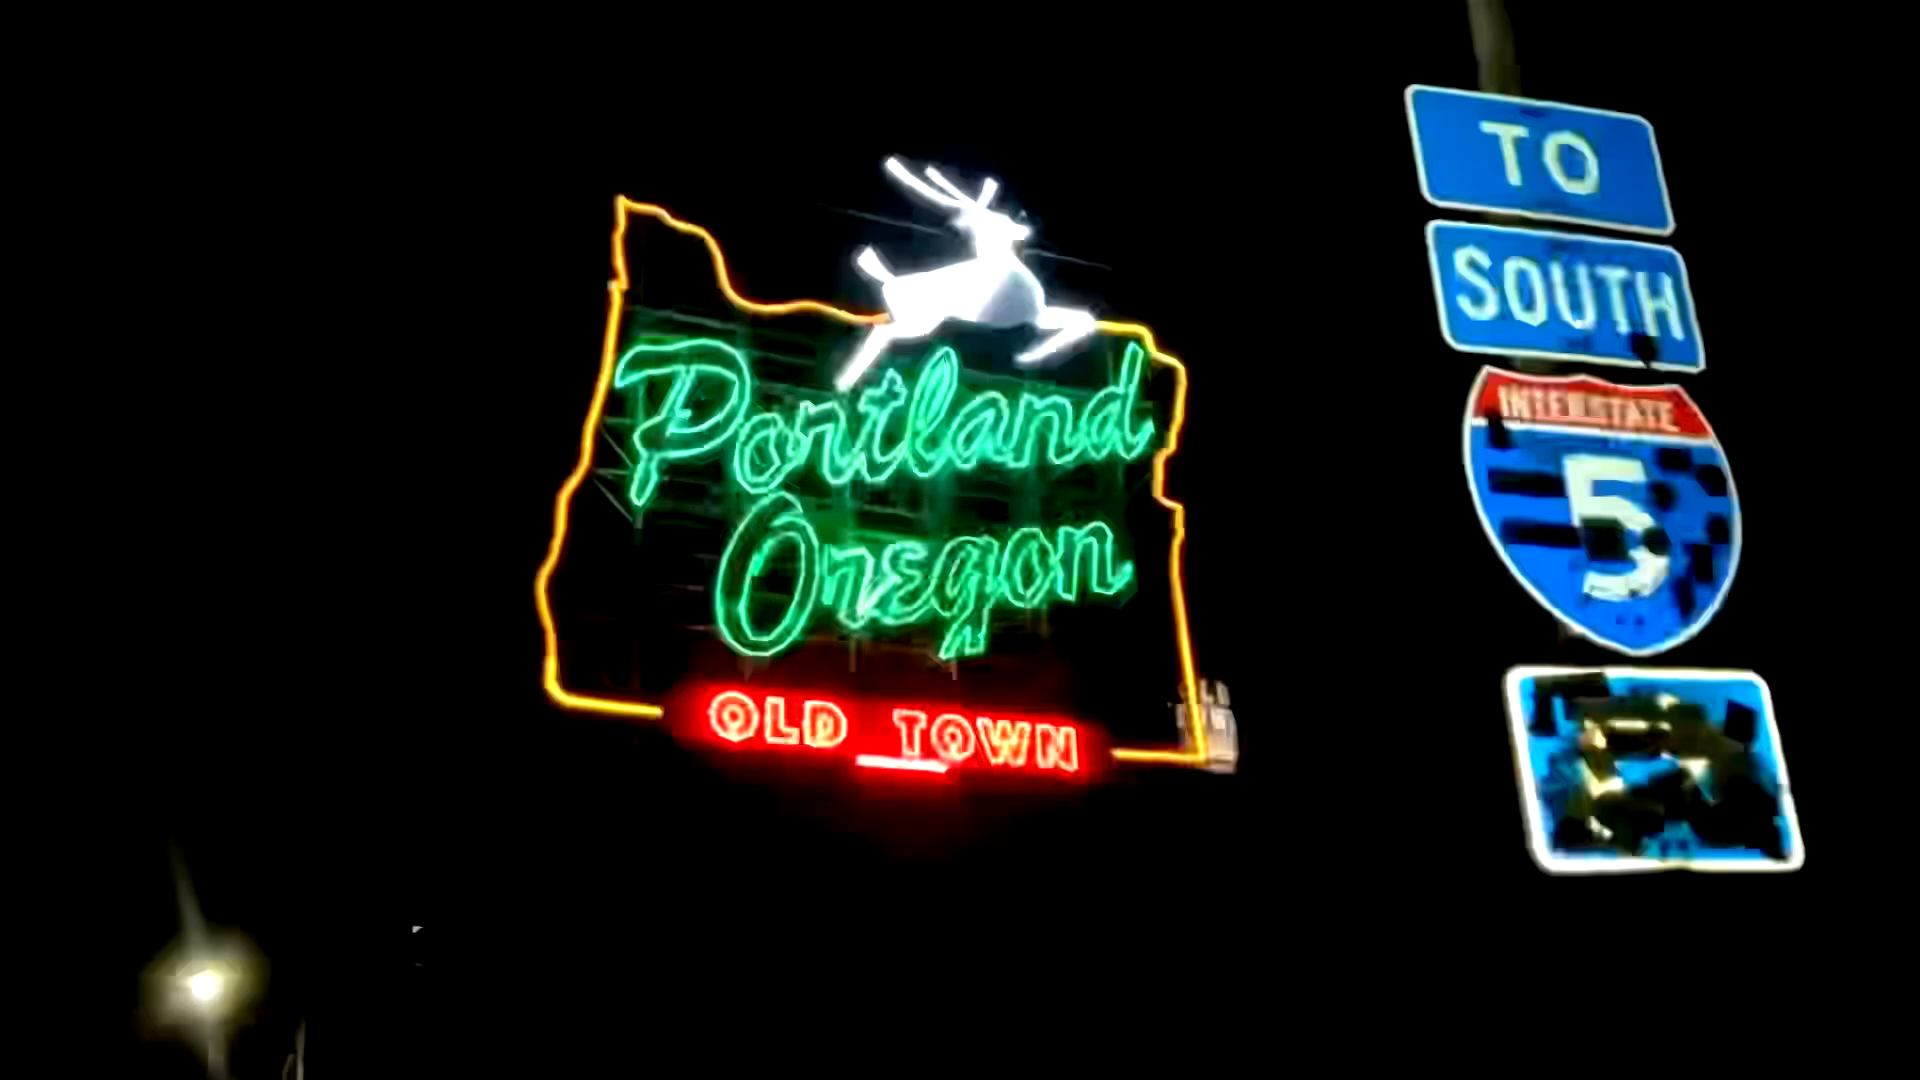 Portland
Oregon
OLD TOWN
TO
SOUTH
INTERSTATE
5